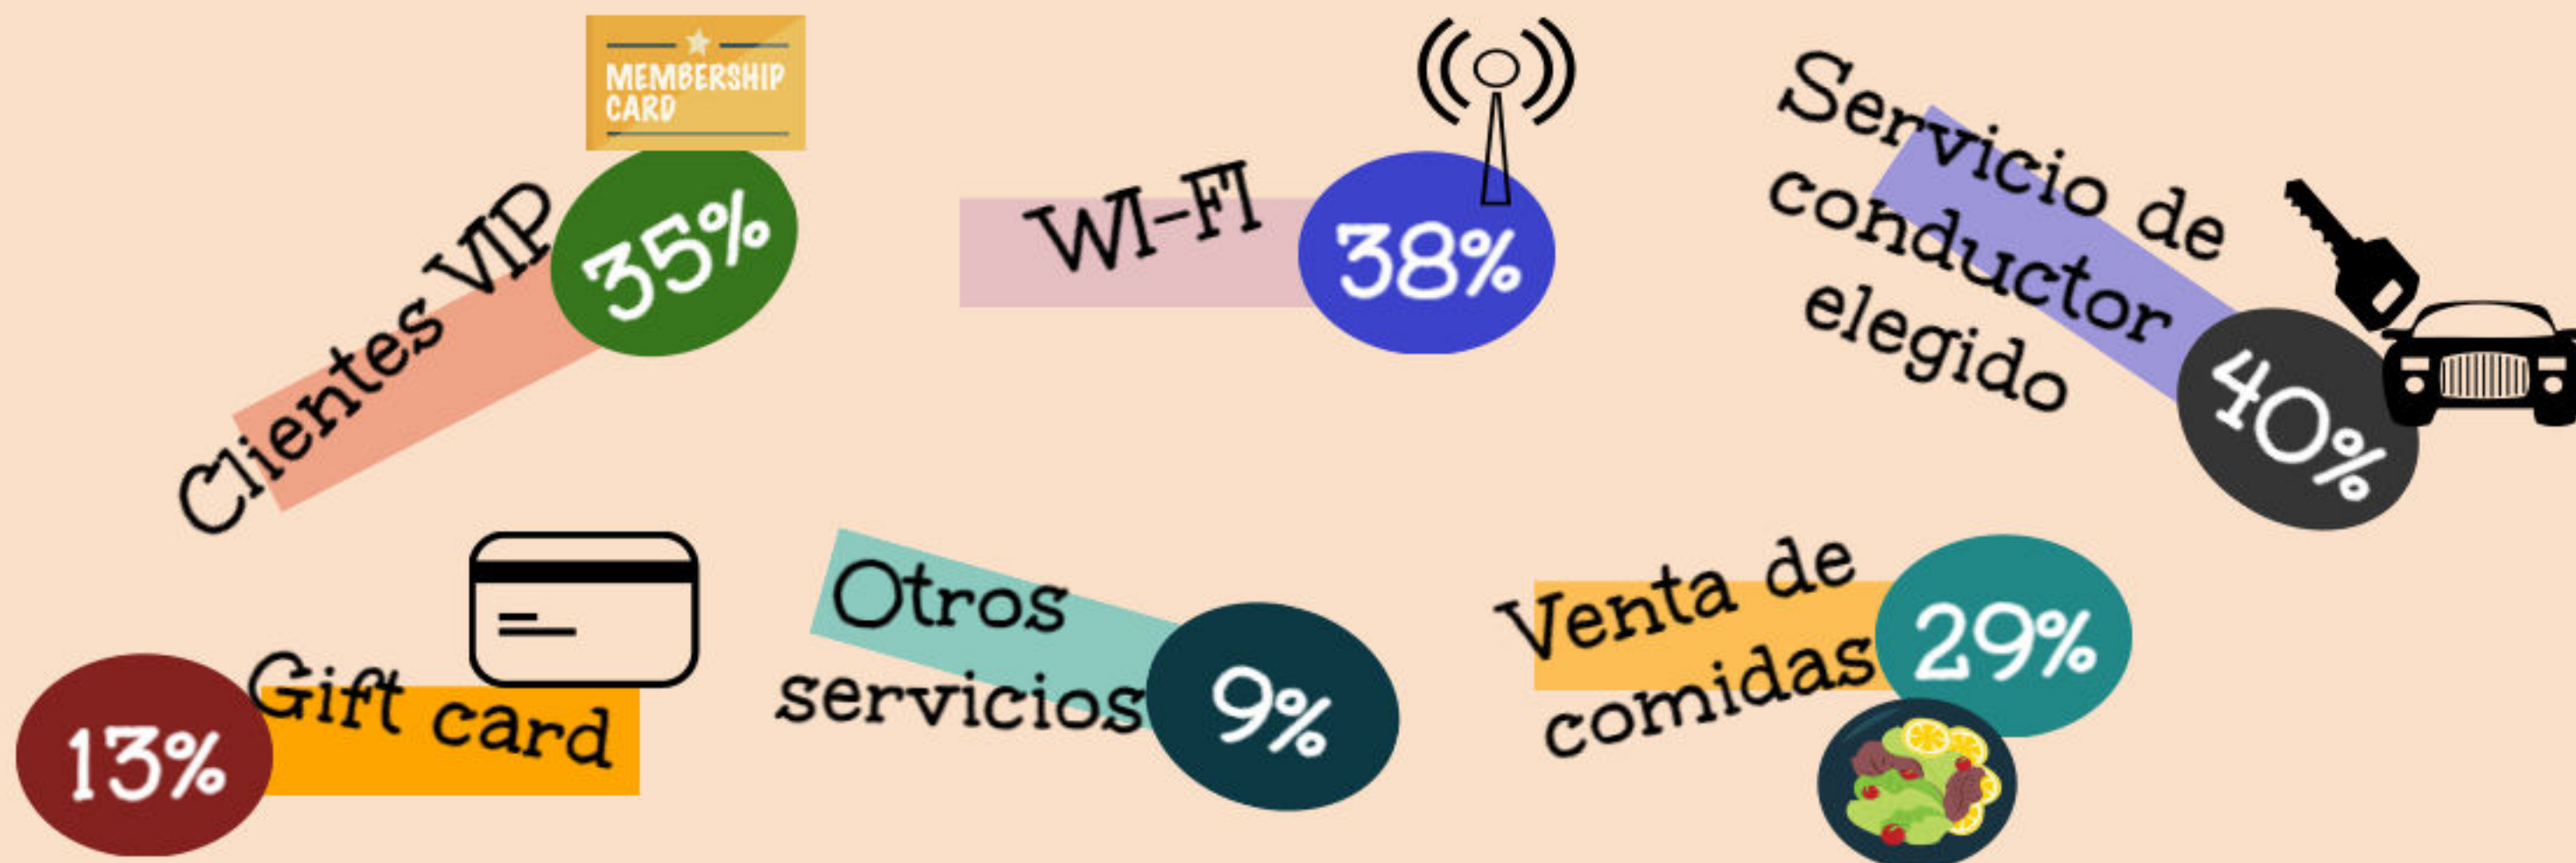 MEMBERSHIP
CARD
Clientes VIP
35%
WI-FI
38%
Servicio de
conductor
elegido
40%
13%
Gift card
Otros
servicios
9%
Venta de
comidas
29%